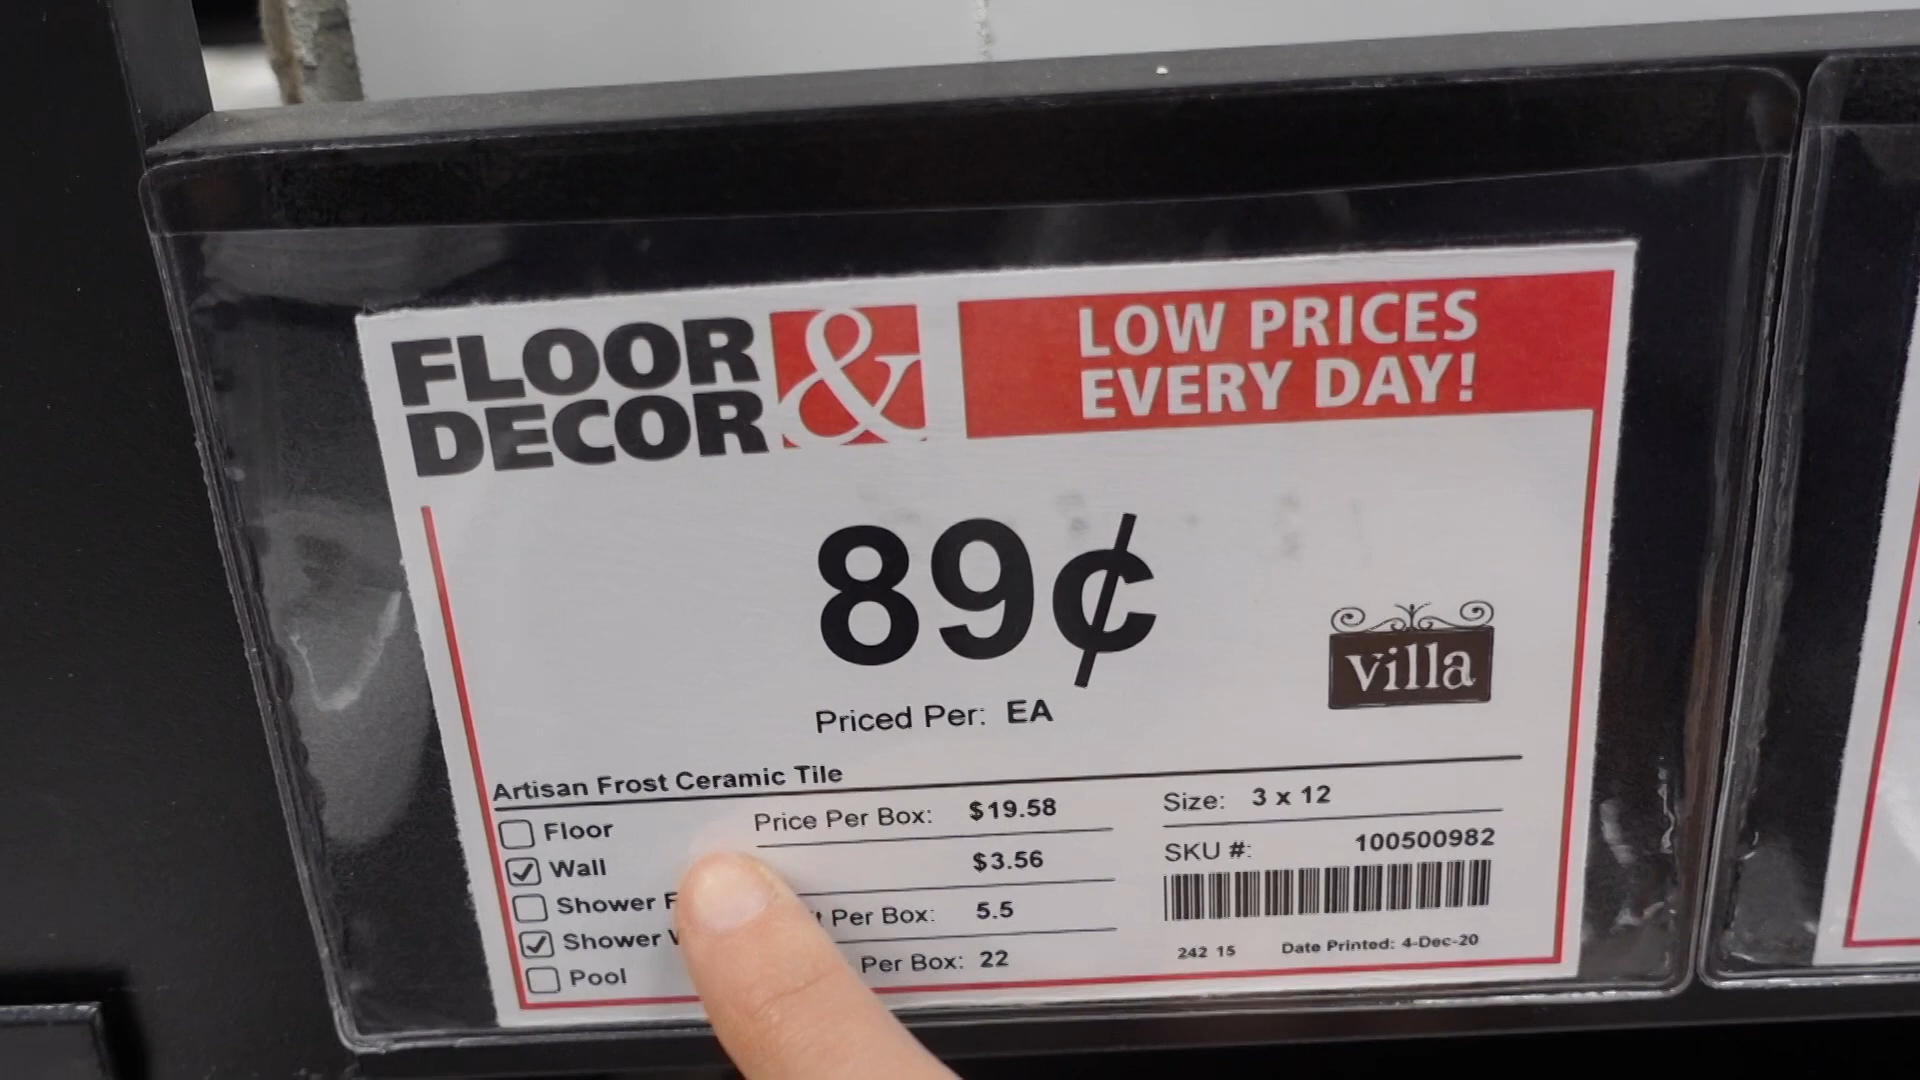 FLOOR &
DECOR
LOW PRICES
EVERY DAY!
89¢
Priced Per: EA
villa
Artisan Frost Ceramic Tile
Floor
Wall
Shower
Shower
Pool
Price Per Box: $19.58
$3.56
Per Box: 5.5
Per Box: 22
Size: 3 x 12
SKU #: 100500982
242 15 Date Printed: 4-Dec-20